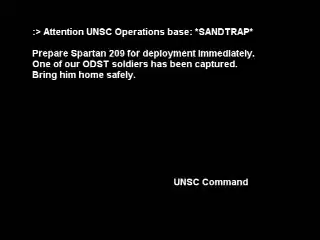 :> Attention UNSC Operations base: *SANDTRAP*
Prepare Spartan 209 for deployment immediately.
One of our ODST soldiers has been captured.
Bring him home safely.
UNSC Command